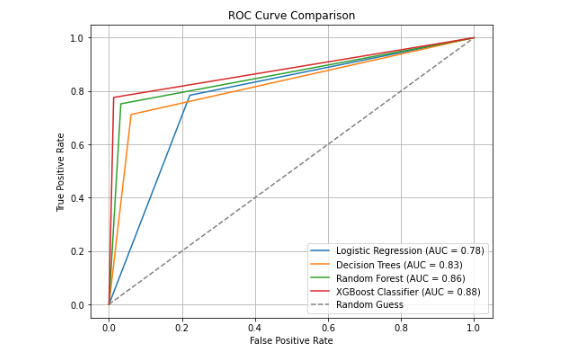 ROC Curve Comparison
True Positive Rate
1.0
0.8
0.6
0.4
0.2
0.0
Logistic Regression (AUC = 0.78)
Decision Trees (AUC = 0.83)
Random Forest (AUC = 0.86)
XGBoost Classifier (AUC = 0.88)
Random Guess
0.0 0.2 0.4 0.6 0.8 1.0
False Positive Rate